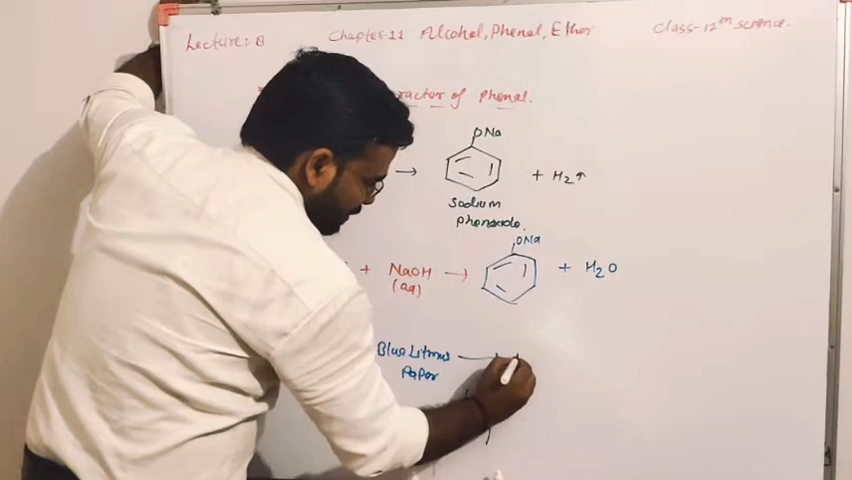 Lecture: 8 Chapter-11 Alcohol, Phenol, Ether Class-12th science.
of Phenol.
ONa
→ + H2↑
Sodium
phenoxide.
ONa
+ NaOH → + H2O
(aq)
Blue Litmus
Paper